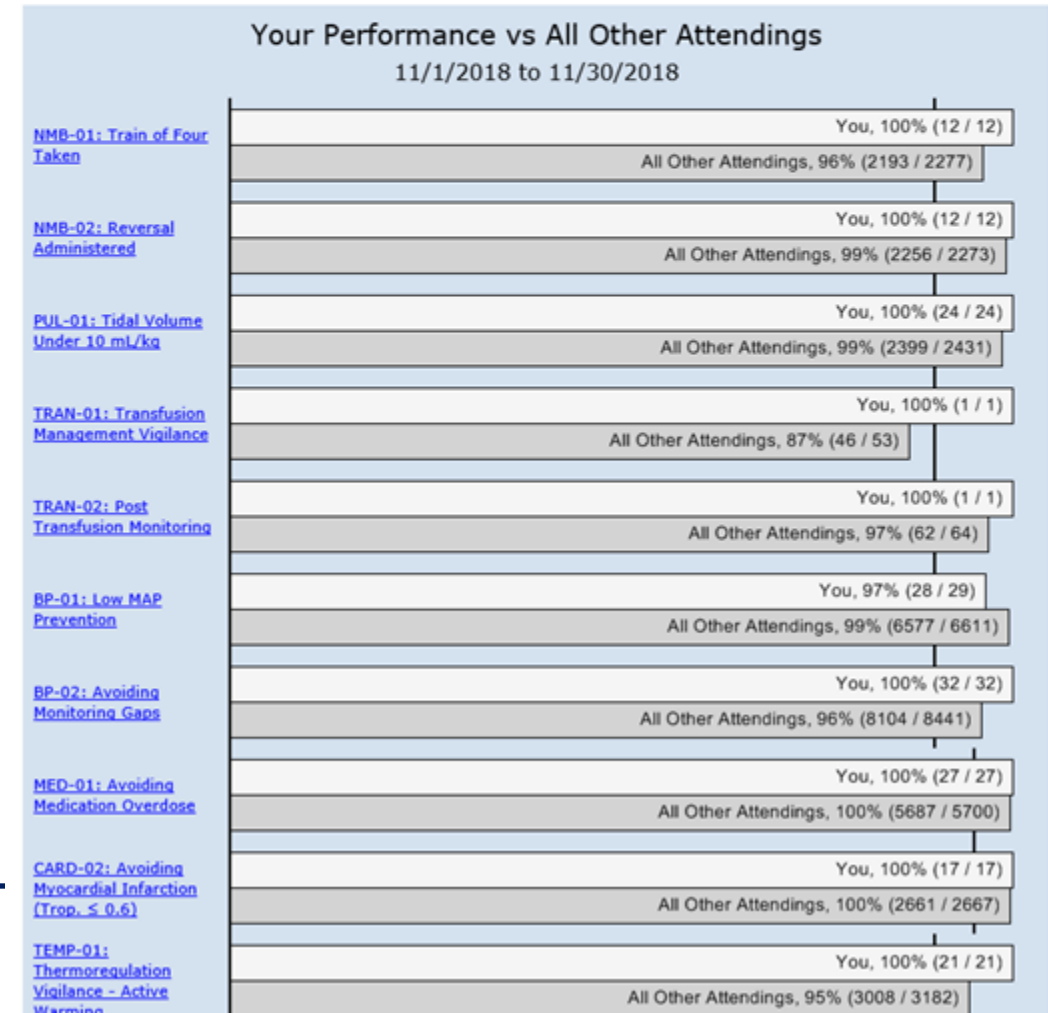 Your Performance vs All Other Attendings
11/1/2018 to 11/30/2018
NMB-01: Train of Four
Taken
You, 100% (12 / 12)
All Other Attendings, 96% (2193 / 2277)
NMB-02: Reversal
Administered
You, 100% (12 / 12)
All Other Attendings, 99% (2256 / 2273)
PUL-01: Tidal Volume
Under 10 mL/kg
You, 100% (24 / 24)
All Other Attendings, 99% (2399 / 2431)
TRAN-01: Transfusion
Management Vigilance
You, 100% (1 / 1)
All Other Attendings, 87% (46 / 53)
TRAN-02: Post
Transfusion Monitoring
You, 100% (1 / 1)
All Other Attendings, 97% (62 / 64)
BP-01: Low MAP
Prevention
You, 97% (28 / 29)
All Other Attendings, 99% (6577 / 6611)
BP-02: Avoiding
Monitoring Gaps
You, 100% (32 / 32)
All Other Attendings, 96% (8104 / 8441)
MED-01: Avoiding
Medication Overdose
You, 100% (27 / 27)
All Other Attendings, 100% (5687 / 5700)
CARD-02: Avoiding
Myocardial Infarction
(Trop. ≤ 0.6)
You, 100% (17 / 17)
All Other Attendings, 100% (2661 / 2667)
TEMP-01:
Thermoregulation
Vigilance - Active
Warming
You, 100% (21 / 21)
All Other Attendings, 95% (3008 / 3182)